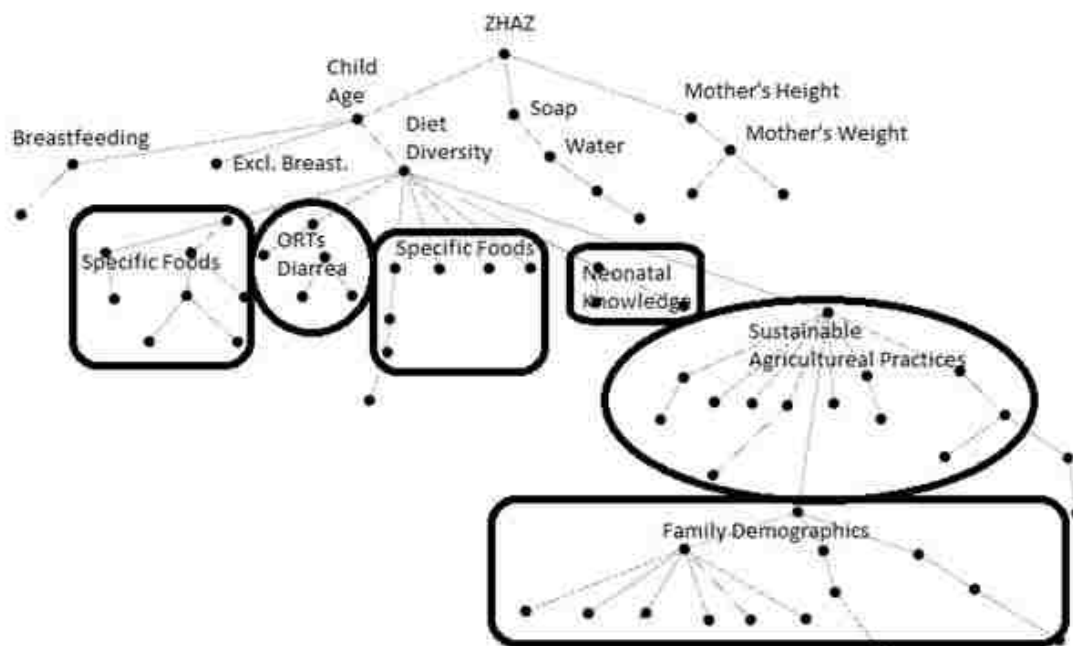 ZHAZ
Child
Age
Soap
Mother's Height
Breastfeeding
Diet
Diversity
Water
Mother's Weight
Excl. Breast.
Specific Foods
ORTs
Diarrea
Specific Foods
Neonatal
Knowledge
Sustainable
Agricultureal Practices
Family Demographics